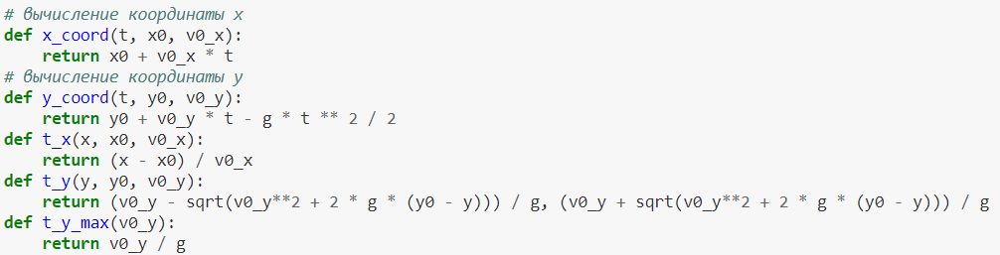 # вычисление координаты x
def x_coord(t, x0, v0_x):
    return x0 + v0_x * t
# вычисление координаты y
def y_coord(t, y0, v0_y):
    return y0 + v0_y * t - g * t ** 2 / 2
def t_x(x, x0, v0_x):
    return (x - x0) / v0_x
def t_y(y, y0, v0_y):
    return (v0_y - sqrt(v0_y**2 + 2 * g * (y0 - y))) / g, (v0_y + sqrt(v0_y**2 + 2 * g * (y0 - y))) / g
def t_y_max(v0_y):
    return v0_y / g